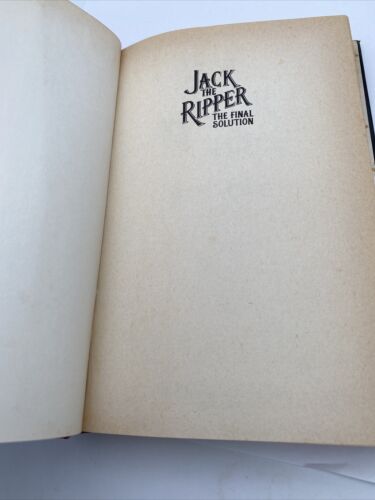 JACK
THE
RIPPER
THE FINAL
SOLUTION